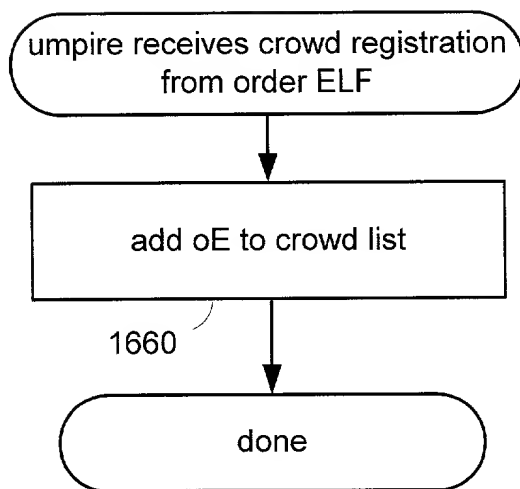 umpire receives crowd registration
from order ELF
add oE to crowd list
1660
done